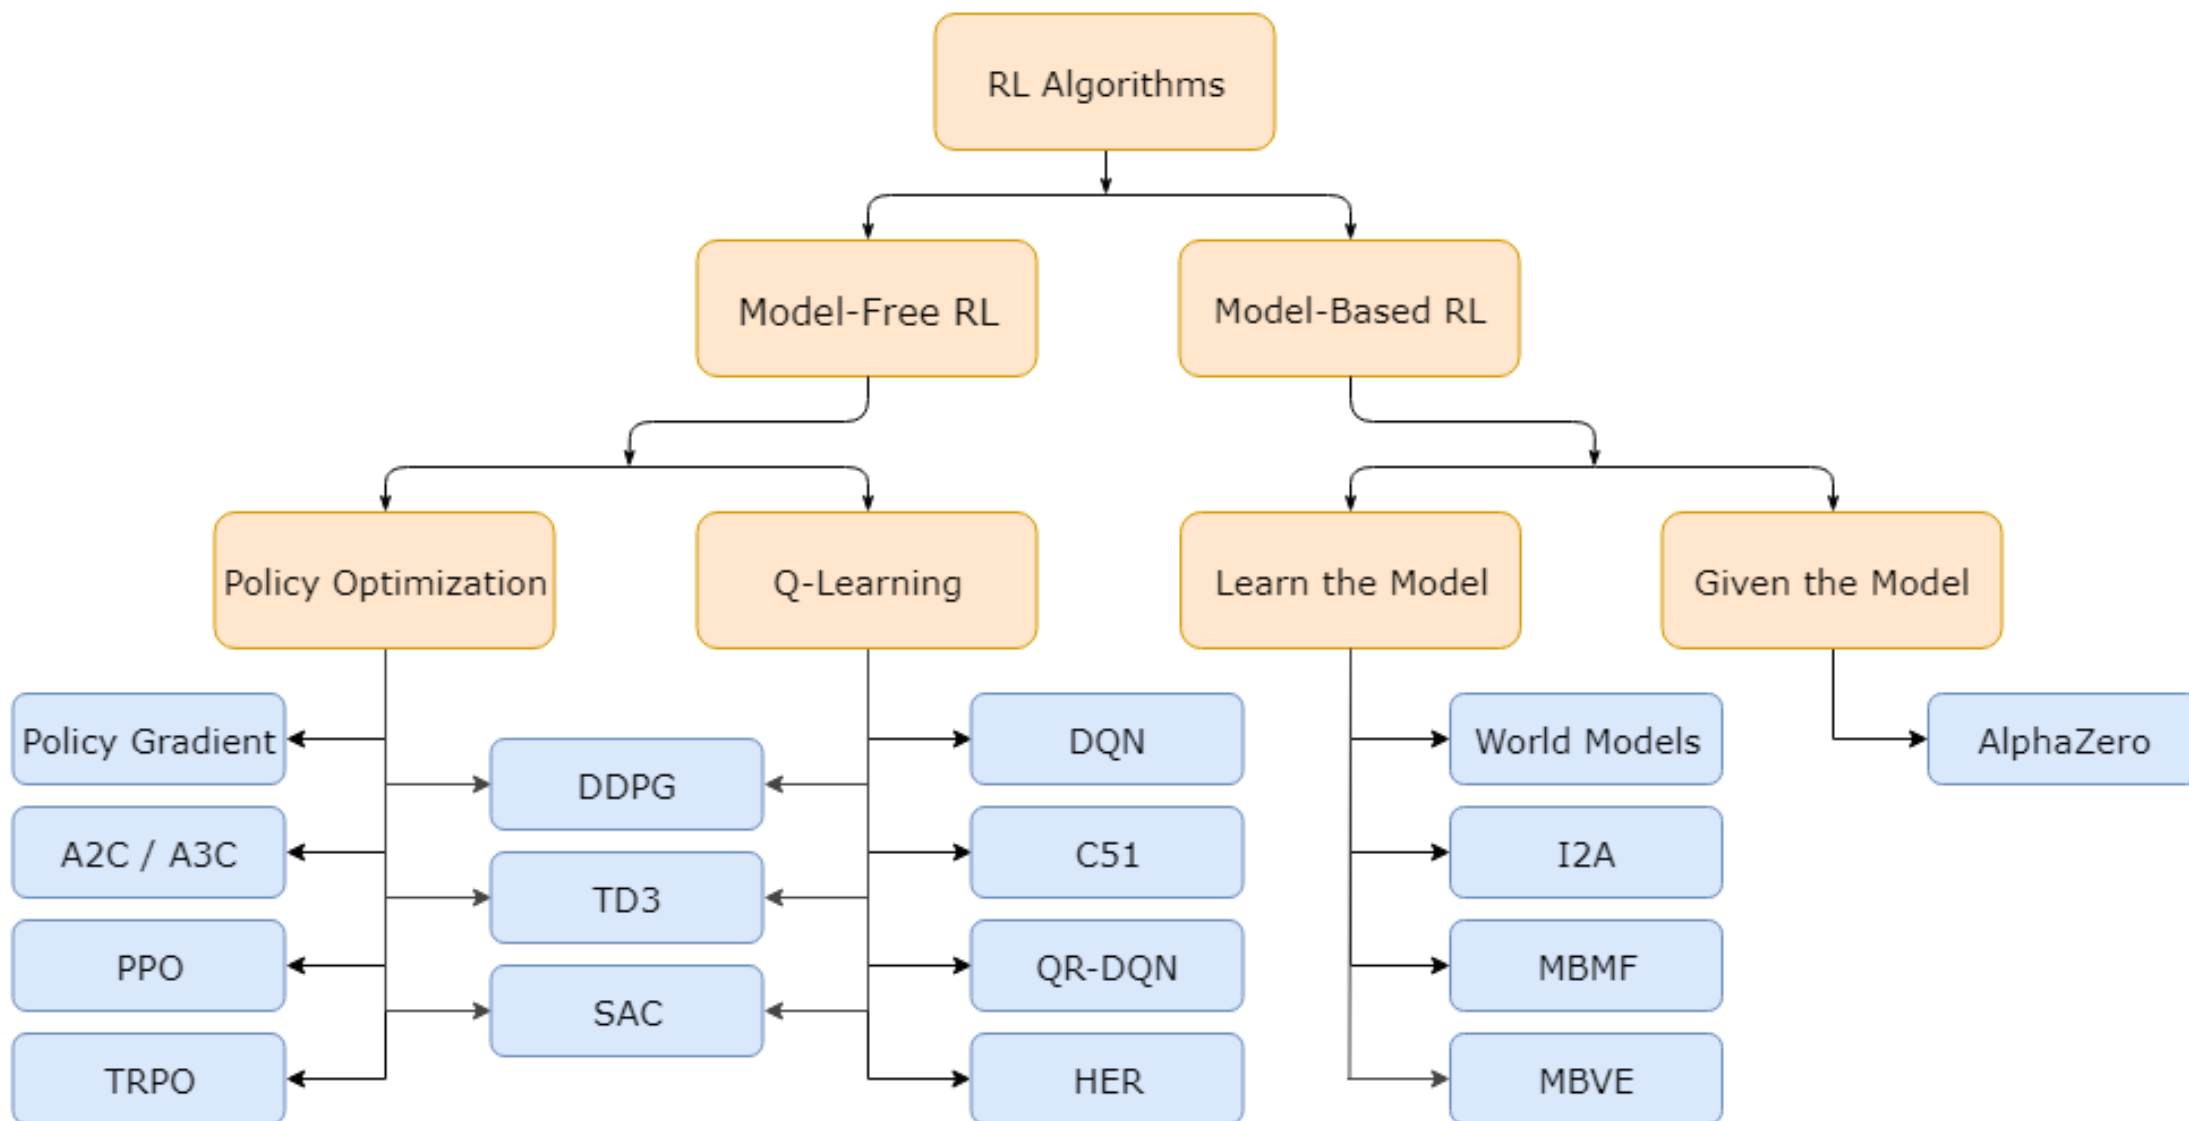 RL Algorithms
Model-Free RL
Model-Based RL
Policy Optimization
Q-Learning
Learn the Model
Given the Model
Policy Gradient
DDPG
DQN
World Models
AlphaZero
A2C / A3C
TD3
C51
I2A
PPO
SAC
QR-DQN
MBMF
TRPO
HER
MBVE